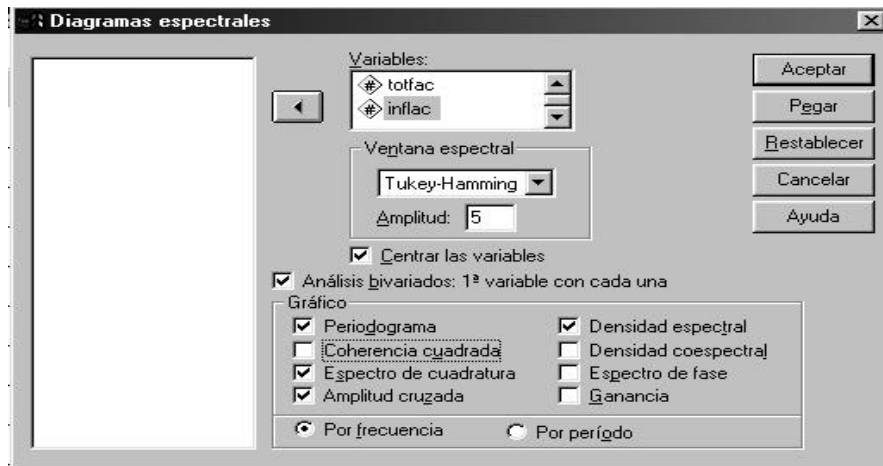 Diagramas espectrales
Variables:
totfac
inflac
Ventana espectral
Tukey-Hamming
Amplitud: 5
Centrar las variables
Análisis bivariados: 1ª variable con cada una
Gráfico
Periodograma
Densidad espectral
Coherencia cuadrada
Densidad coespectral
Espectro de cuadratura
Espectro de fase
Amplitud cruzada
Ganancia
Por frecuencia
Por período
Aceptar
Pegar
Restablecer
Cancelar
Ayuda